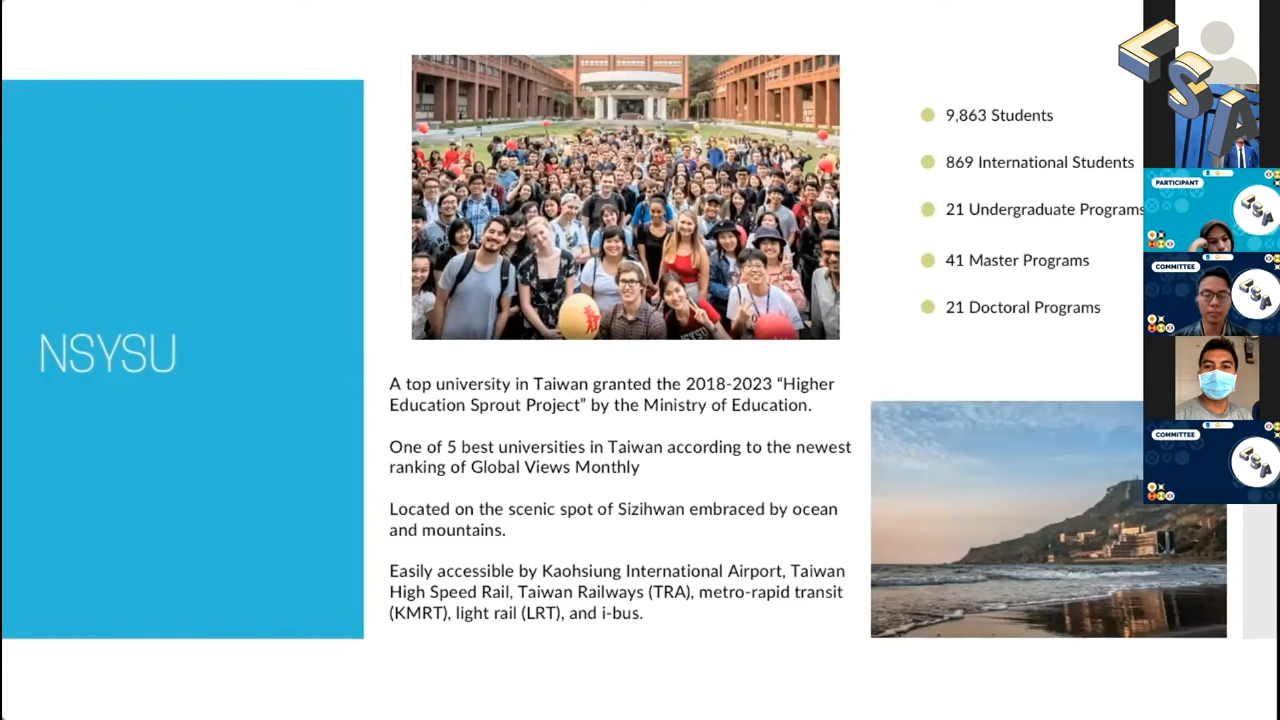 NSYSU
A top university in Taiwan granted the 2018-2023 “Higher
Education Sprout Project” by the Ministry of Education.
One of 5 best universities in Taiwan according to the newest
ranking of Global Views Monthly
Located on the scenic spot of Sizihwan embraced by ocean
and mountains.
Easily accessible by Kaohsiung International Airport, Taiwan
High Speed Rail, Taiwan Railways (TRA), metro-rapid transit
(KMRT), light rail (LRT), and i-bus.
9,863 Students
869 International Students
21 Undergraduate Programs
41 Master Programs
21 Doctoral Programs
LSA
PARTICIPANT
LSA
COMMITTEE
LSA
COMMITTEE
LSA